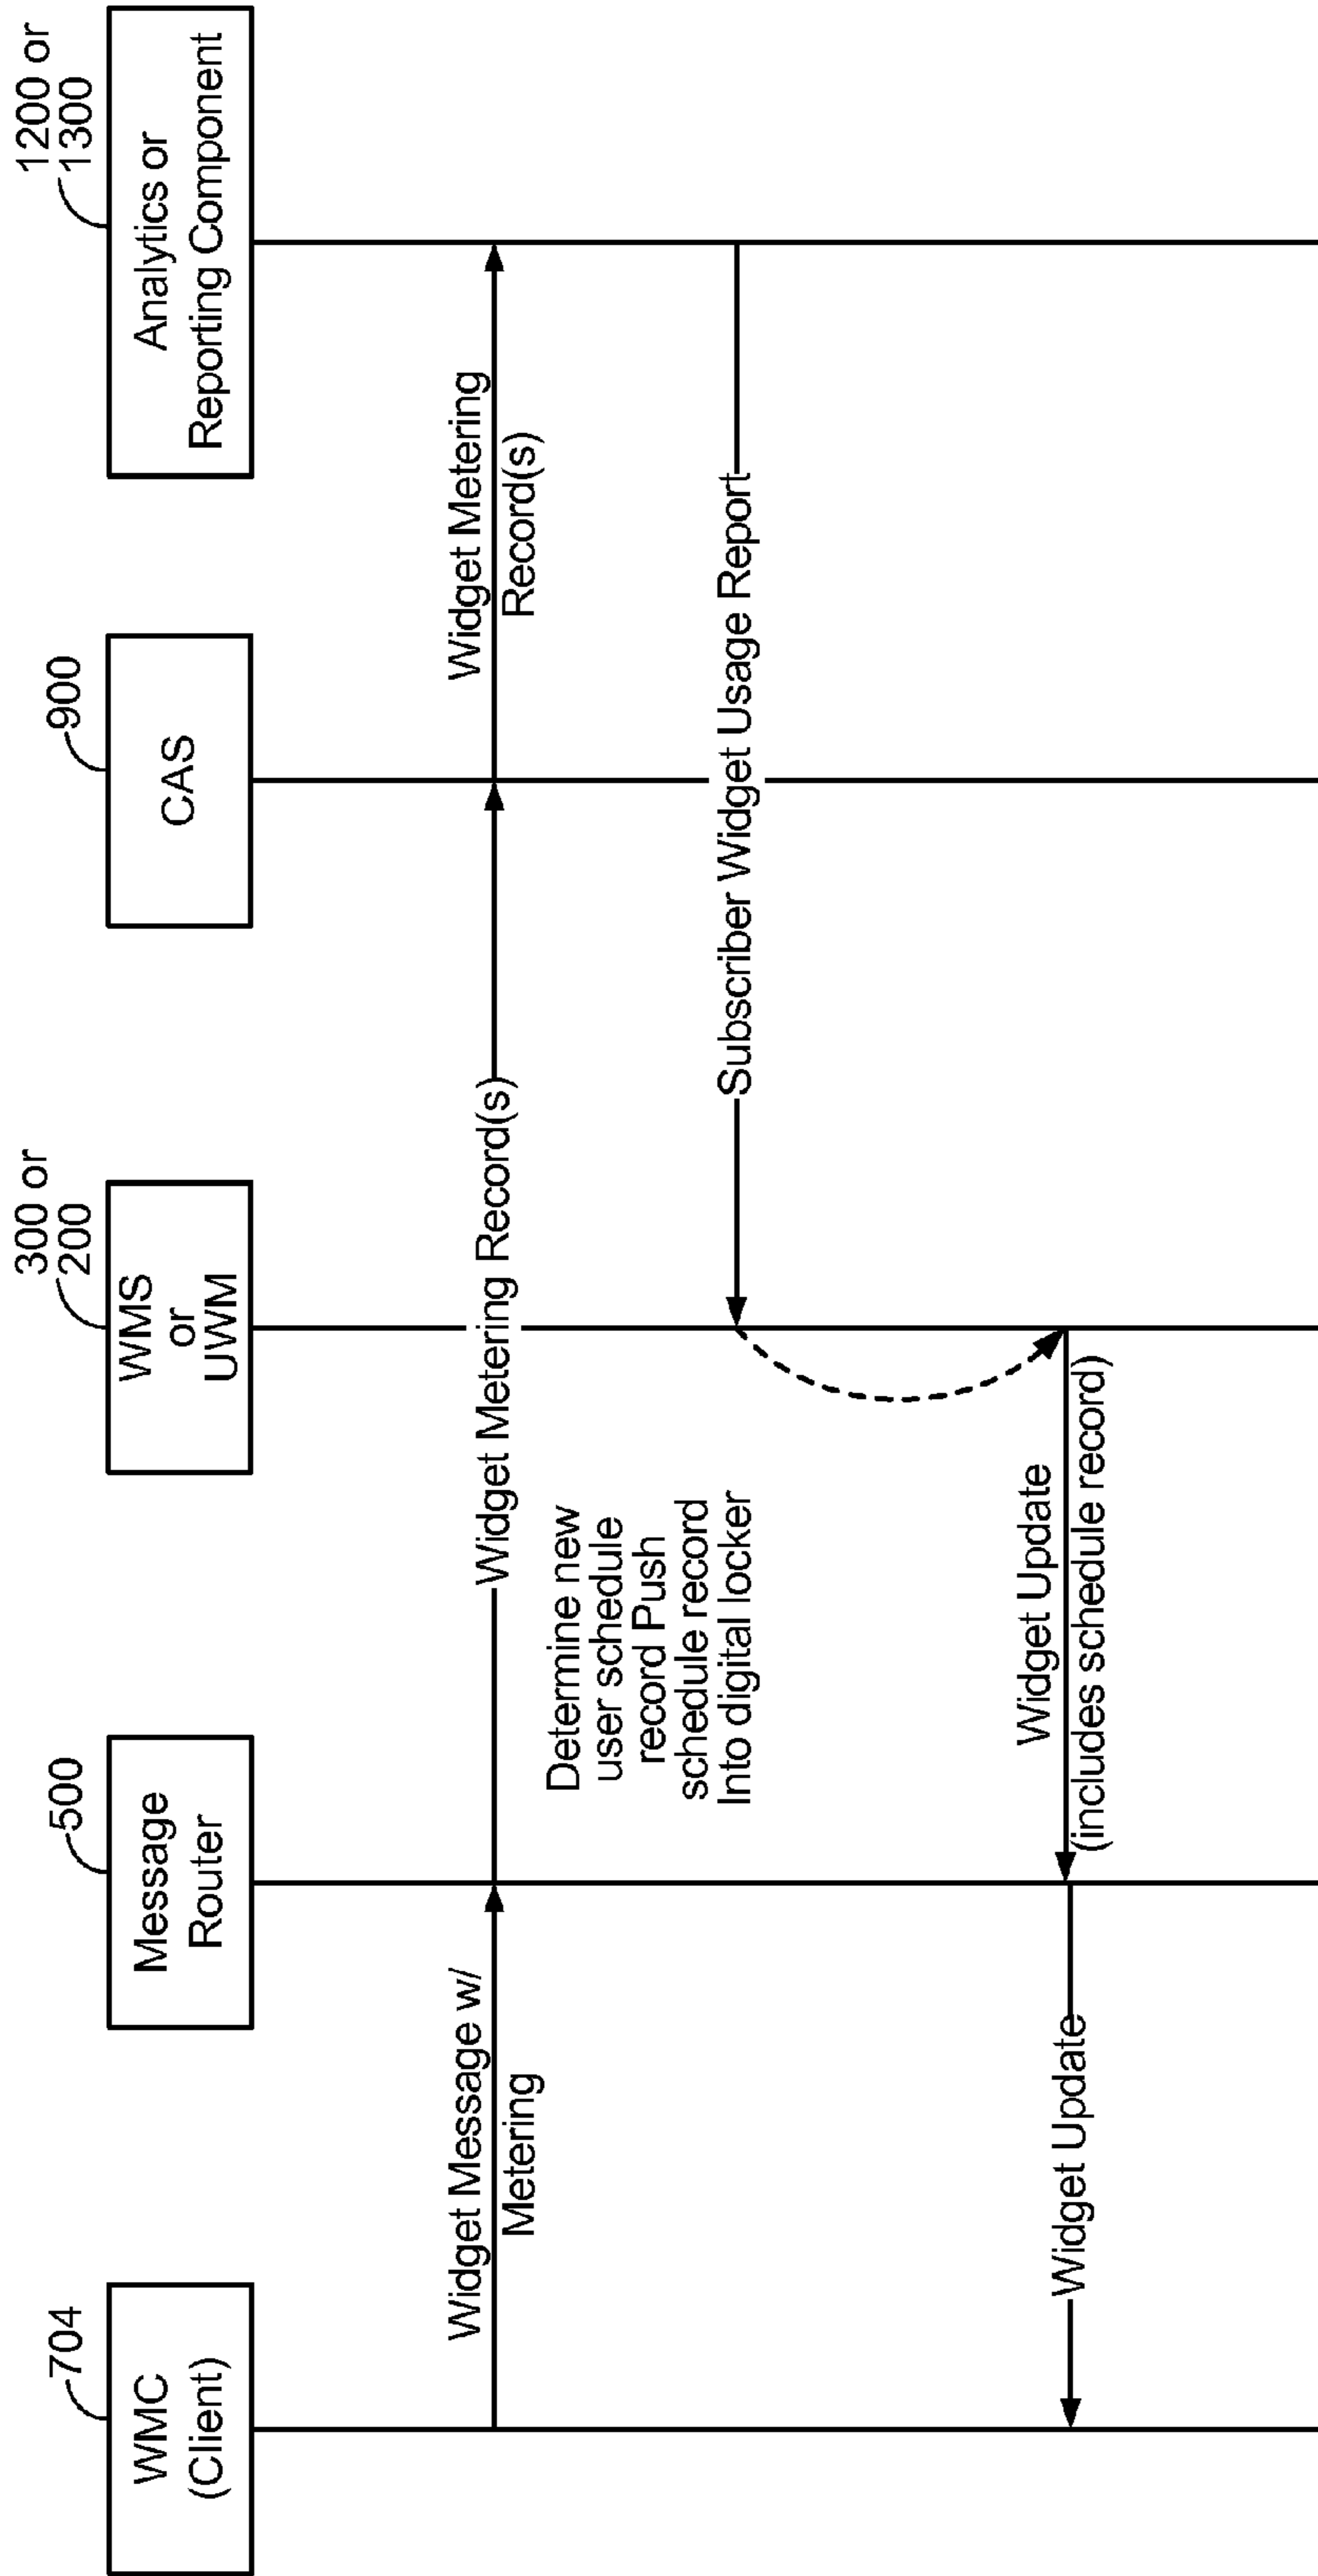 704
WMC
(Client)
500
Message
Router
300 or
200
WMS
or
UWM
900
CAS
1200 or
1300
Analytics or
Reporting Component
Widget Message w/
Metering
Widget Metering Record(s)
Widget Metering
Record(s)
Subscriber Widget Usage Report
Determine new
user schedule
record Push
schedule record
Into digital locker
Widget Update
(includes schedule record)
Widget Update